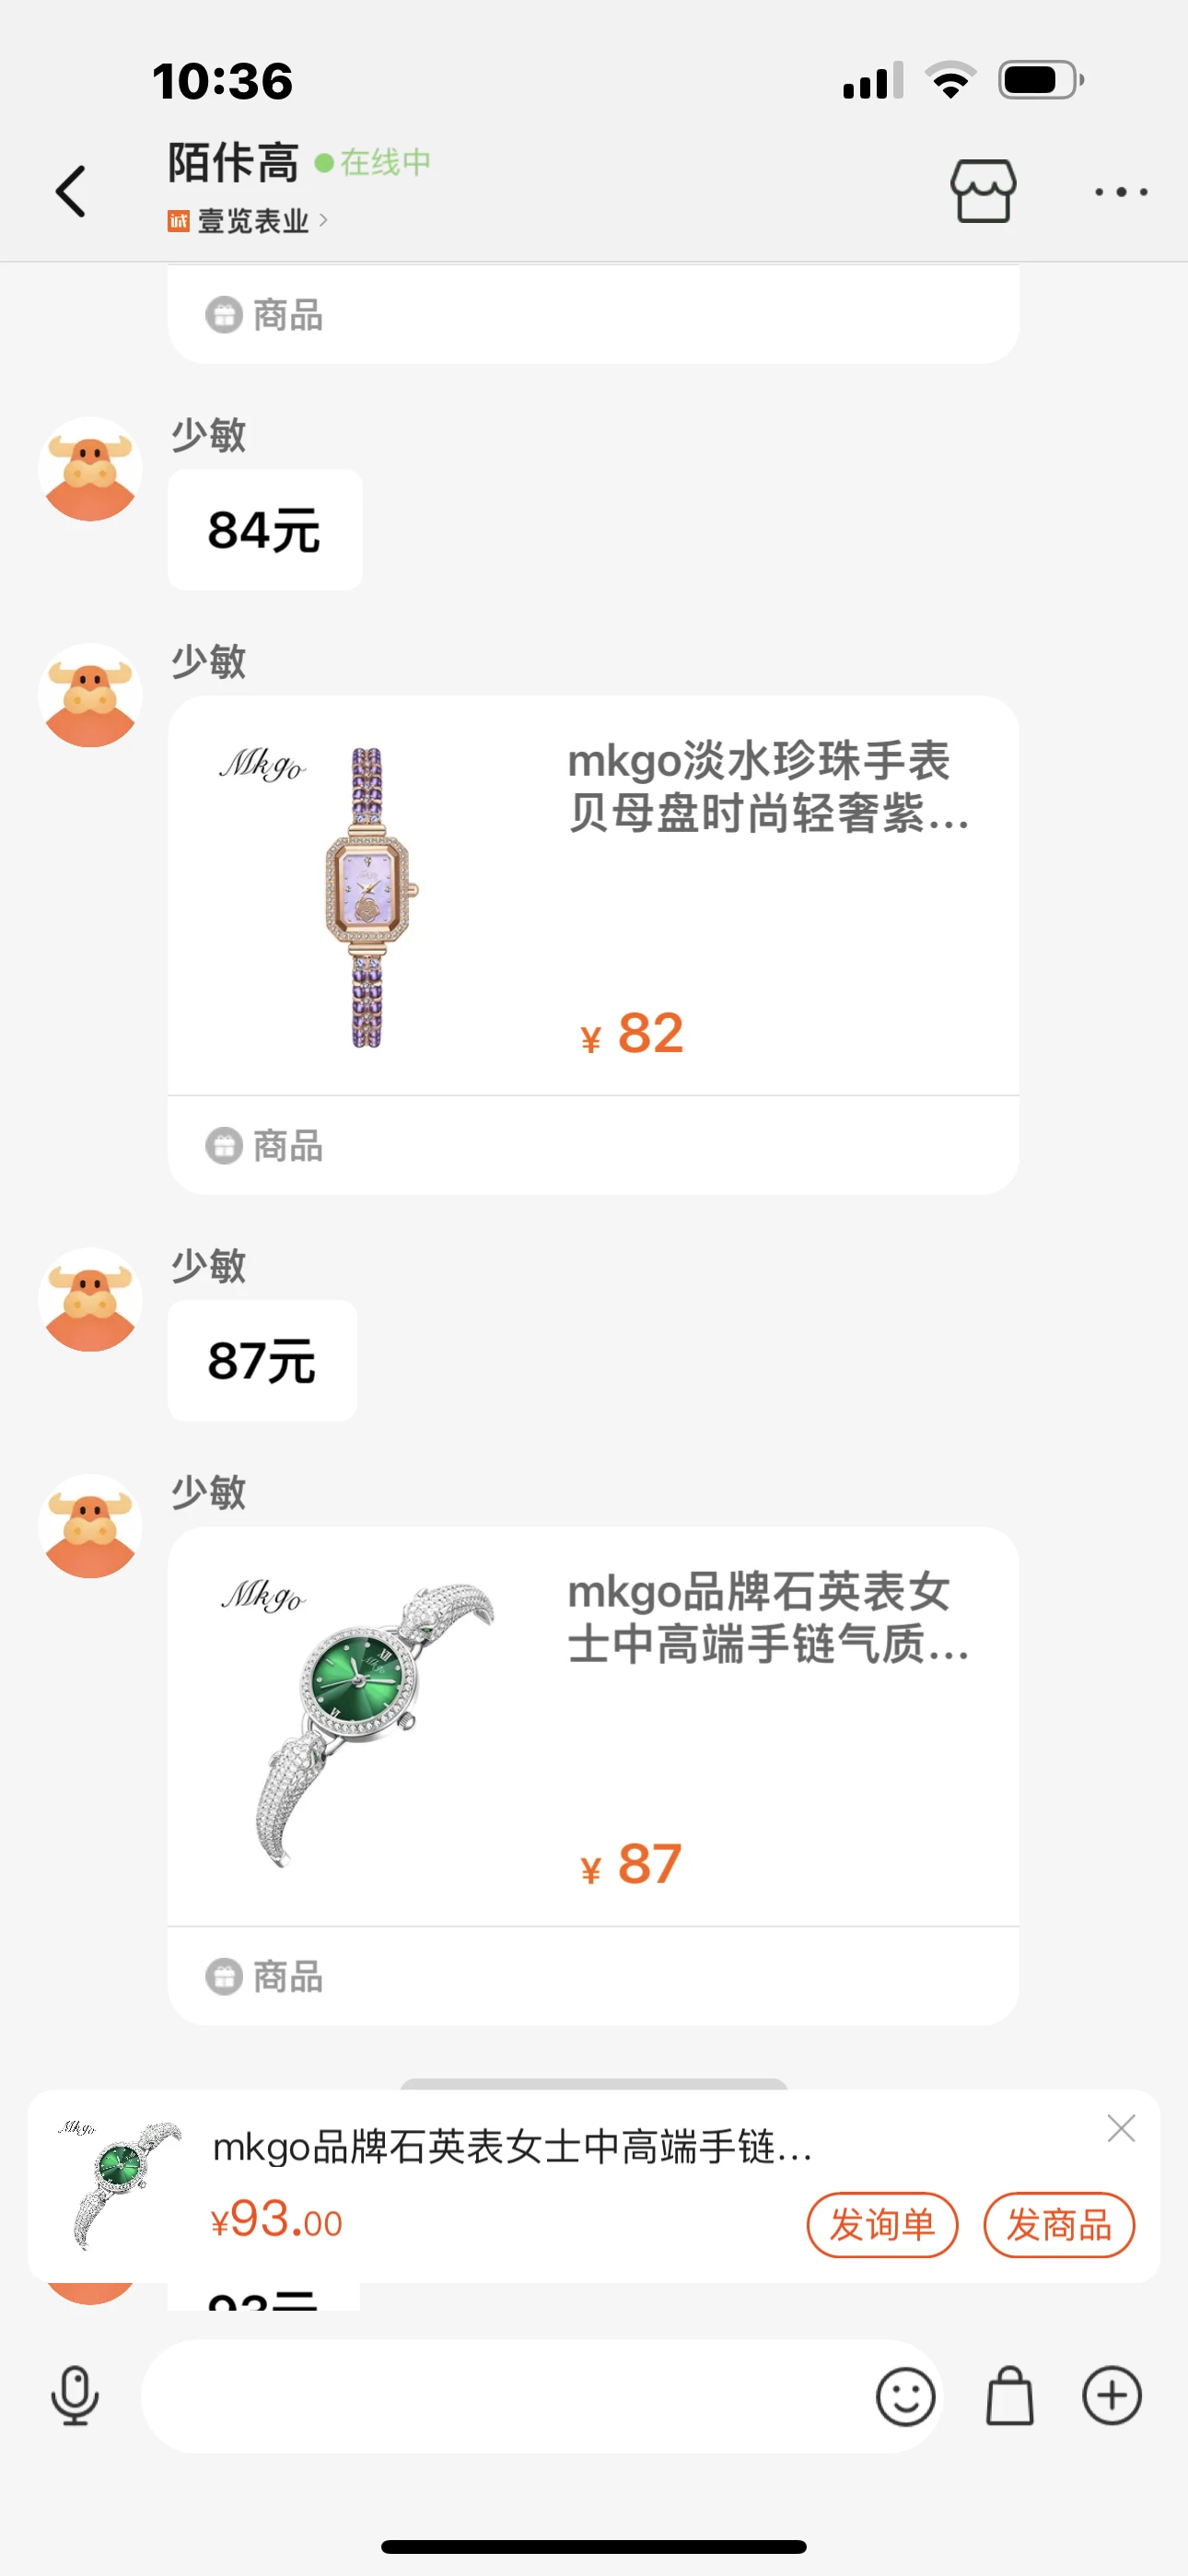 10:36
陌佧高 在线中
诚 壹览表业
商品
少敏
84元
少敏
Mkgo
mkgo淡水珍珠手表
贝母盘时尚轻奢紫...
¥ 82
商品
少敏
87元
少敏
Mkgo
mkgo品牌石英表女
士中高端手链气质...
¥ 87
商品
Mkgo
mkgo品牌石英表女士中高端手链...
¥93.00
发询单
发商品
93元